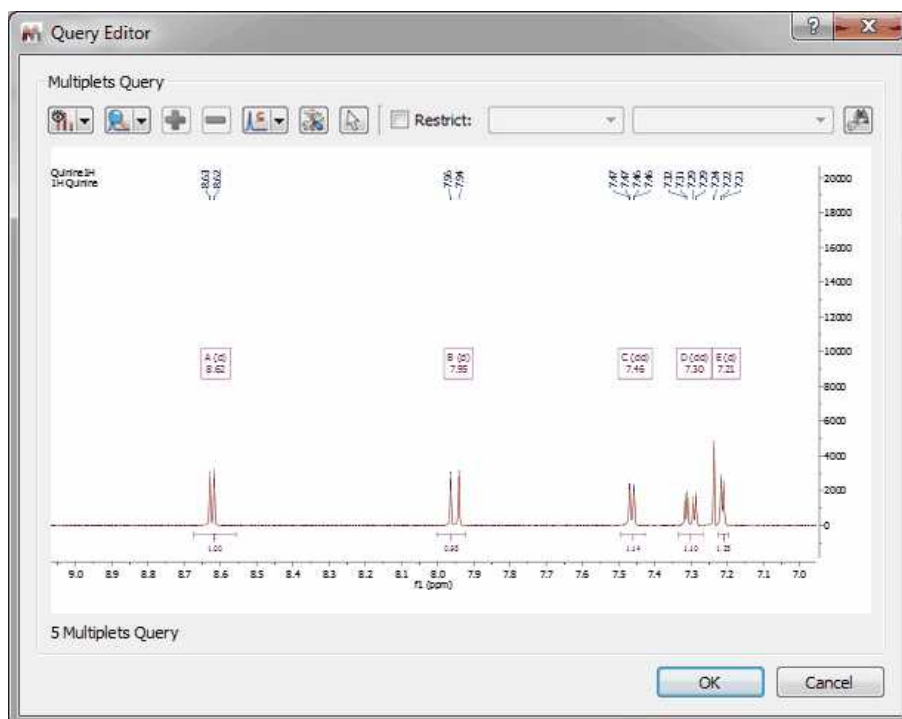 Query Editor
Multiplets Query
Restrict:
Quinine1H
1H Quinine
8.63 8.62 7.96 7.94 7.47 7.47 7.46 7.46 7.32 7.31 7.29 7.29 7.24 7.22 7.21
20000
18000
16000
14000
12000
10000
8000
6000
4000
2000
0
A (d) B (d) C (dd) D (dd) E (d)
8.62 7.95 7.46 7.30 7.21
1.00 0.95 1.14 1.10
9.0 8.9 8.8 8.7 8.6 8.5 8.4 8.3 8.2 8.1 8.0 7.9 7.8 7.7 7.6 7.5 7.4 7.3 7.2 7.1 7.0
f1 (ppm)
5 Multiplets Query
OK Cancel